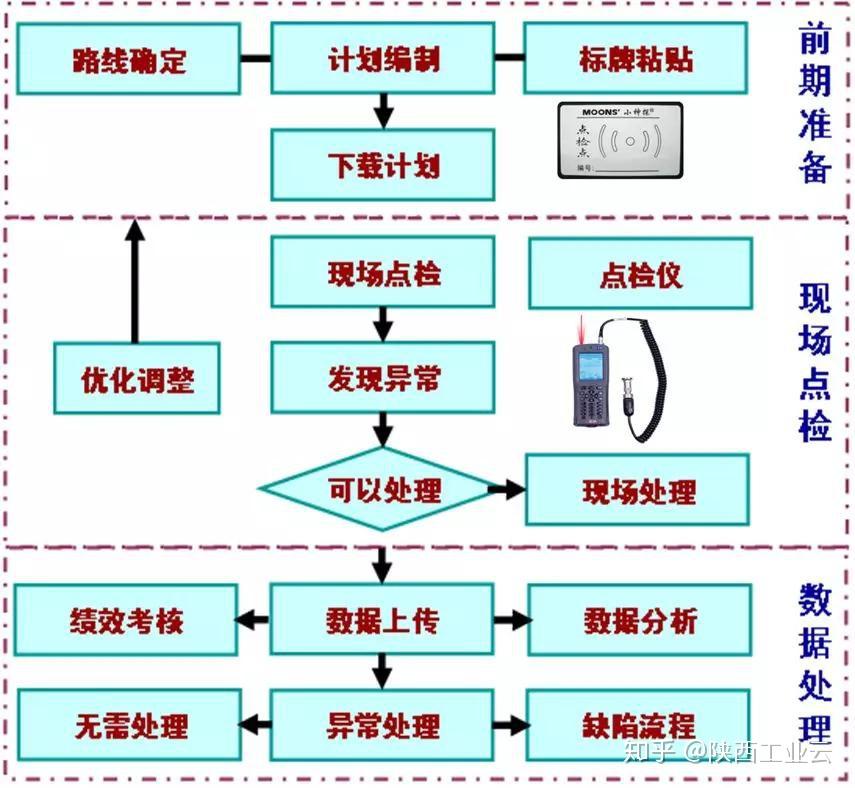 路线确定
计划编制
标牌粘贴
前期准备
MOONS' 小神探®
点检点
编号:
下载计划
现场点检
点检仪
现场点检
优化调整
发现异常
可以处理
现场处理
绩效考核
数据上传
数据分析
数据处理
无需处理
异常处理
缺陷流程
知乎 @陕西工业云